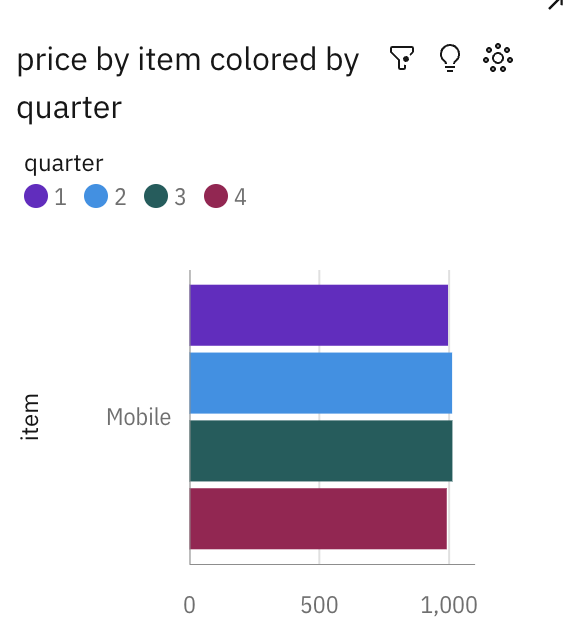 price by item colored by
quarter
quarter
1 2 3 4
item
Mobile
0 500 1,000